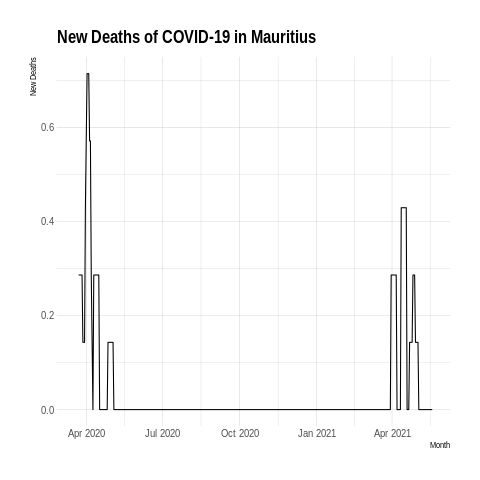 New Deaths of COVID-19 in Mauritius
New Deaths
0.6
0.4
0.2
0.0
Apr 2020 Jul 2020 Oct 2020 Jan 2021 Apr 2021
Month